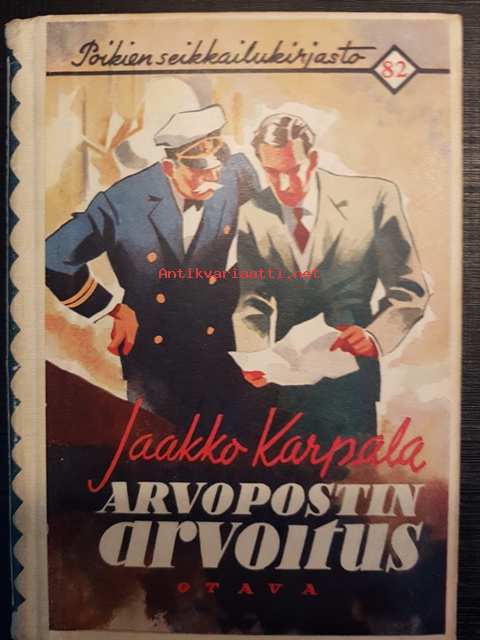 Poikien seikkailukirjasto
82
Antikvariaatti.net
Jaakko Karpala
ARVOPOSTIN
arvoitus
OTAVA